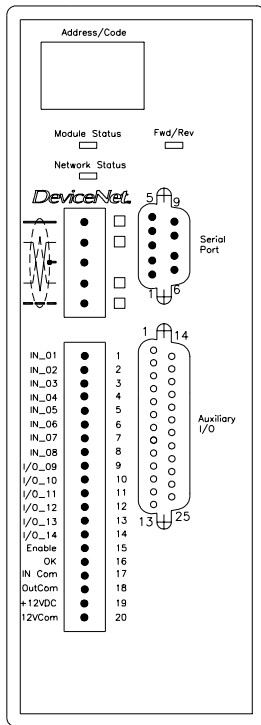 Address/Code
Module Status
Fwd/Rev
Network Status
DeviceNet.
5
9
Serial
Port
1
6
1
14
IN_01 1
IN_02 2
IN_03 3
IN_04 4
IN_05 5
IN_06 6
IN_07 7
IN_08 8
I/O_09 9
I/O_10 10
I/O_11 11
I/O_12 12
I/O_13 13
I/O_14 14
Enable 15
OK 16
IN Com 17
OutCom 18
+12VDC 19
12VCom 20
Auxiliary
I/O
13
25